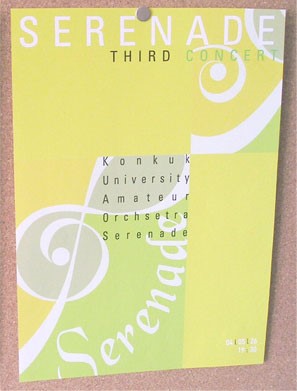 SERENADE
THIRD CONCERT
Konkuk
University
Amateur
Orchsetra
Serenade
Serenade